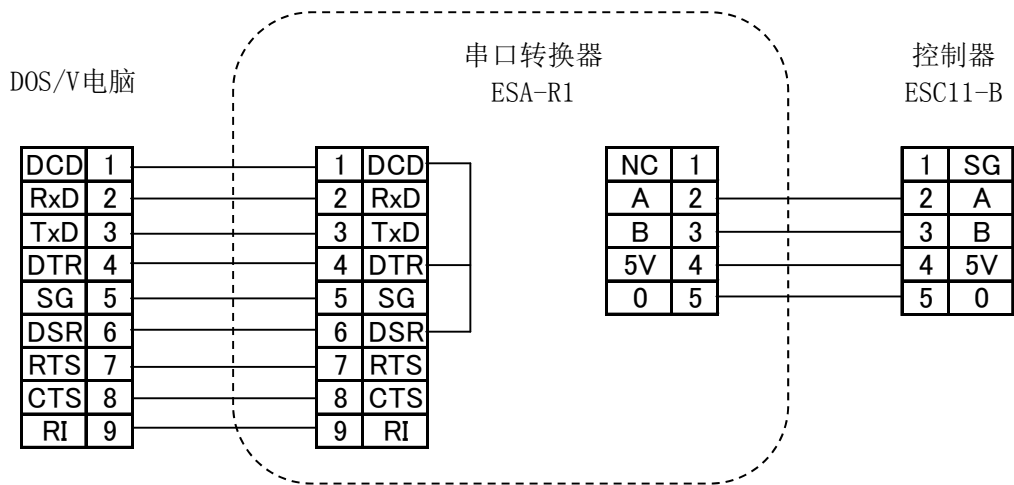 DOS/V电脑
串口转换器
ESA-R1
控制器
ESC11-B
DCD 1
RxD 2
TxD 3
DTR 4
SG 5
DSR 6
RTS 7
CTS 8
RI 9
1 DCD
2 RxD
3 TxD
4 DTR
5 SG
6 DSR
7 RTS
8 CTS
9 RI
NC 1
A 2
B 3
5V 4
0 5
1 SG
2 A
3 B
4 5V
5 0